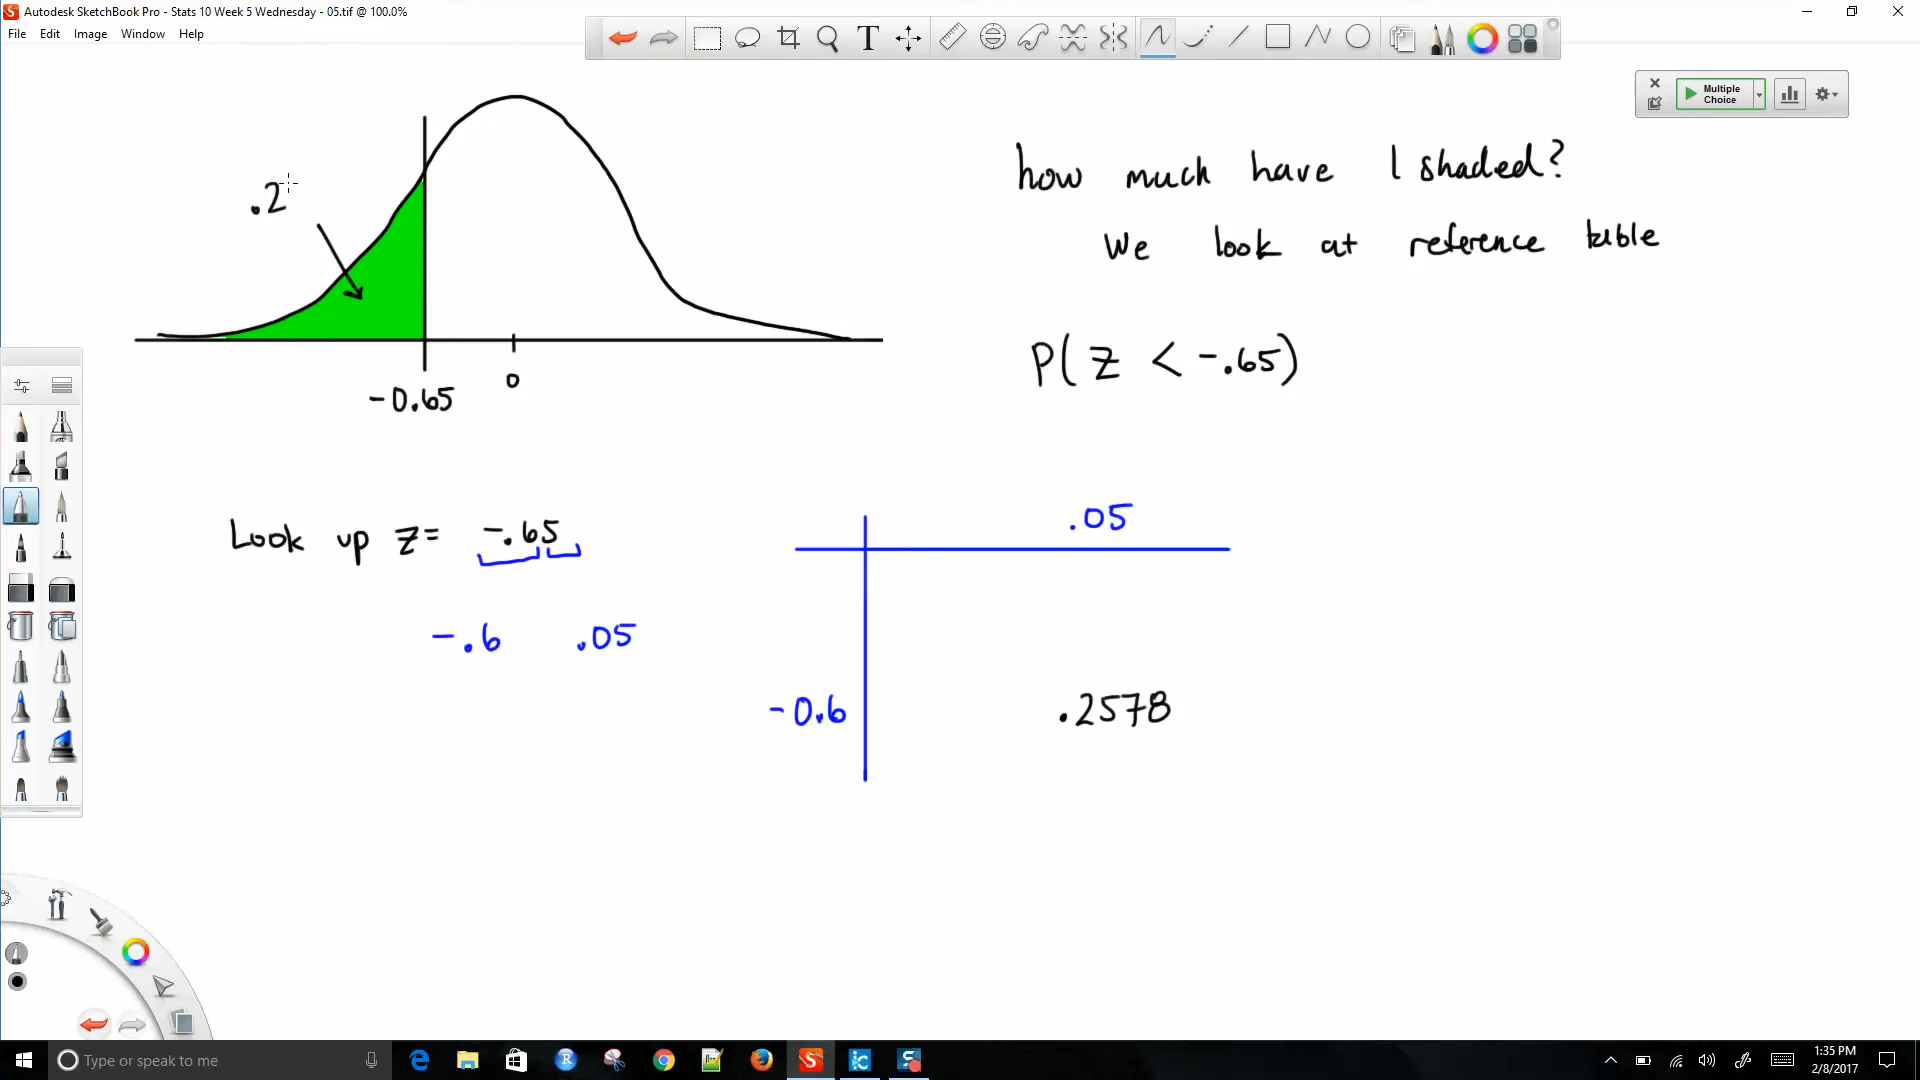 Autodesk SketchBook Pro - Stats 10 Week 5 Wednesday - 05.tif @ 100.0%
File Edit Image Window Help
T
Multiple
Choice
how much have I shaded?
We look at reference table
.2
P( Z < -.65)
0
-0.65
.05
Look up Z= -.65
-.6 .05
-0.6 .2578
Type or speak to me
1:35 PM
2/8/2017